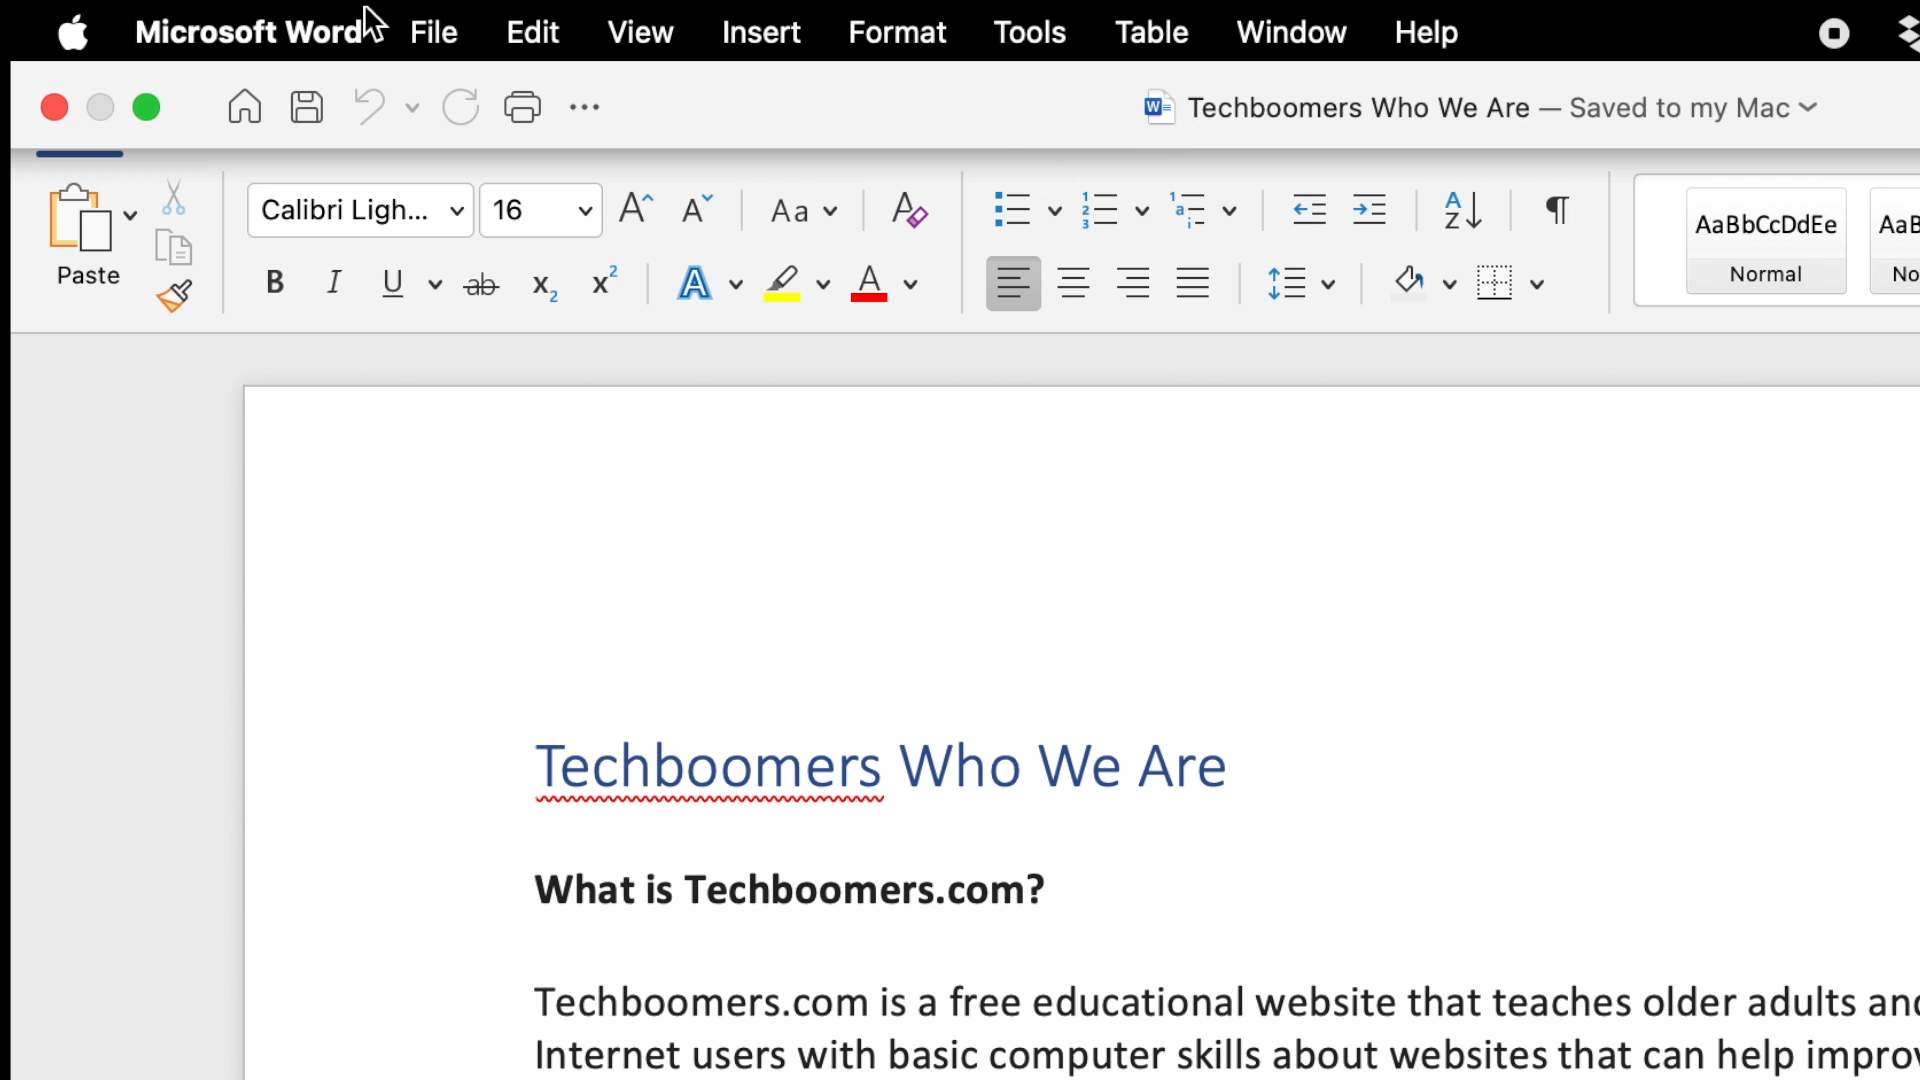 Microsoft Word File Edit View Insert Format Tools Table Window Help
Techboomers Who We Are — Saved to my Mac
Calibri Ligh... 16
Aa
AaBbCcDdEe AaB
Paste
Normal No
Techboomers Who We Are
What is Techboomers.com?
Techboomers.com is a free educational website that teaches older adults and
Internet users with basic computer skills about websites that can help improv